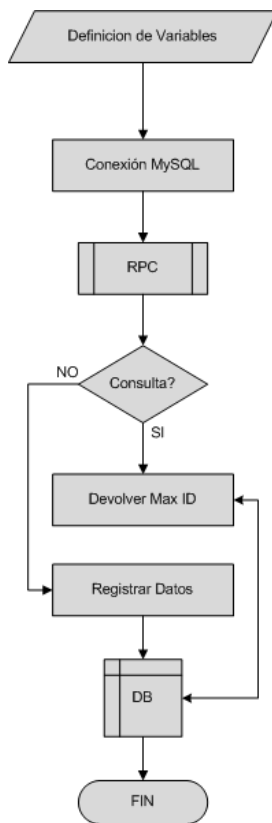 Definicion de Variables
Conexión MySQL
RPC
Consulta?
NO
SI
Devolver Max ID
Registrar Datos
DB
FIN